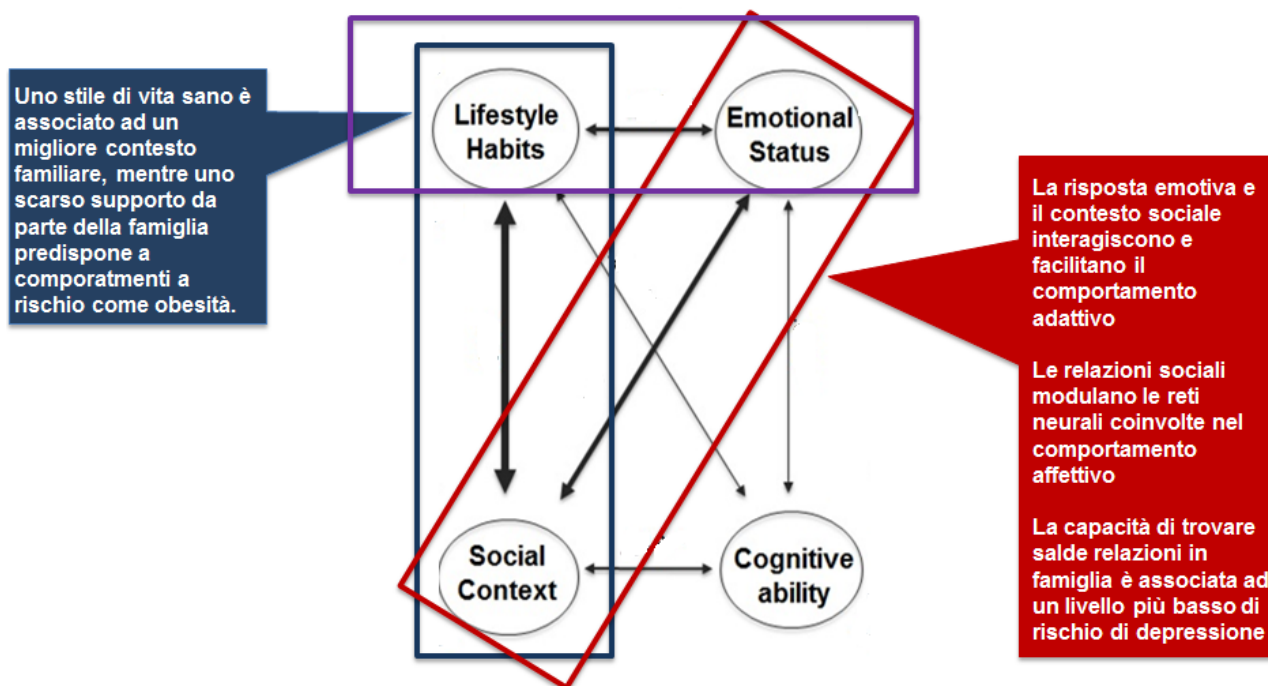 Uno stile di vita sano è
associato ad un
migliore contesto
familiare, mentre uno
scarso supporto da
parte della famiglia
predispone a
comporatmenti a
rischio come obesità.
Lifestyle
Habits
Emotional
Status
Social
Context
Cognitive
ability
La risposta emotiva e
il contesto sociale
interagiscono e
facilitano il
comportamento
adattivo
Le relazioni sociali
modulano le reti
neurali coinvolte nel
comportamento
affettivo
La capacità di trovare
salde relazioni in
famiglia è associata ad
un livello più basso di
rischio di depressione